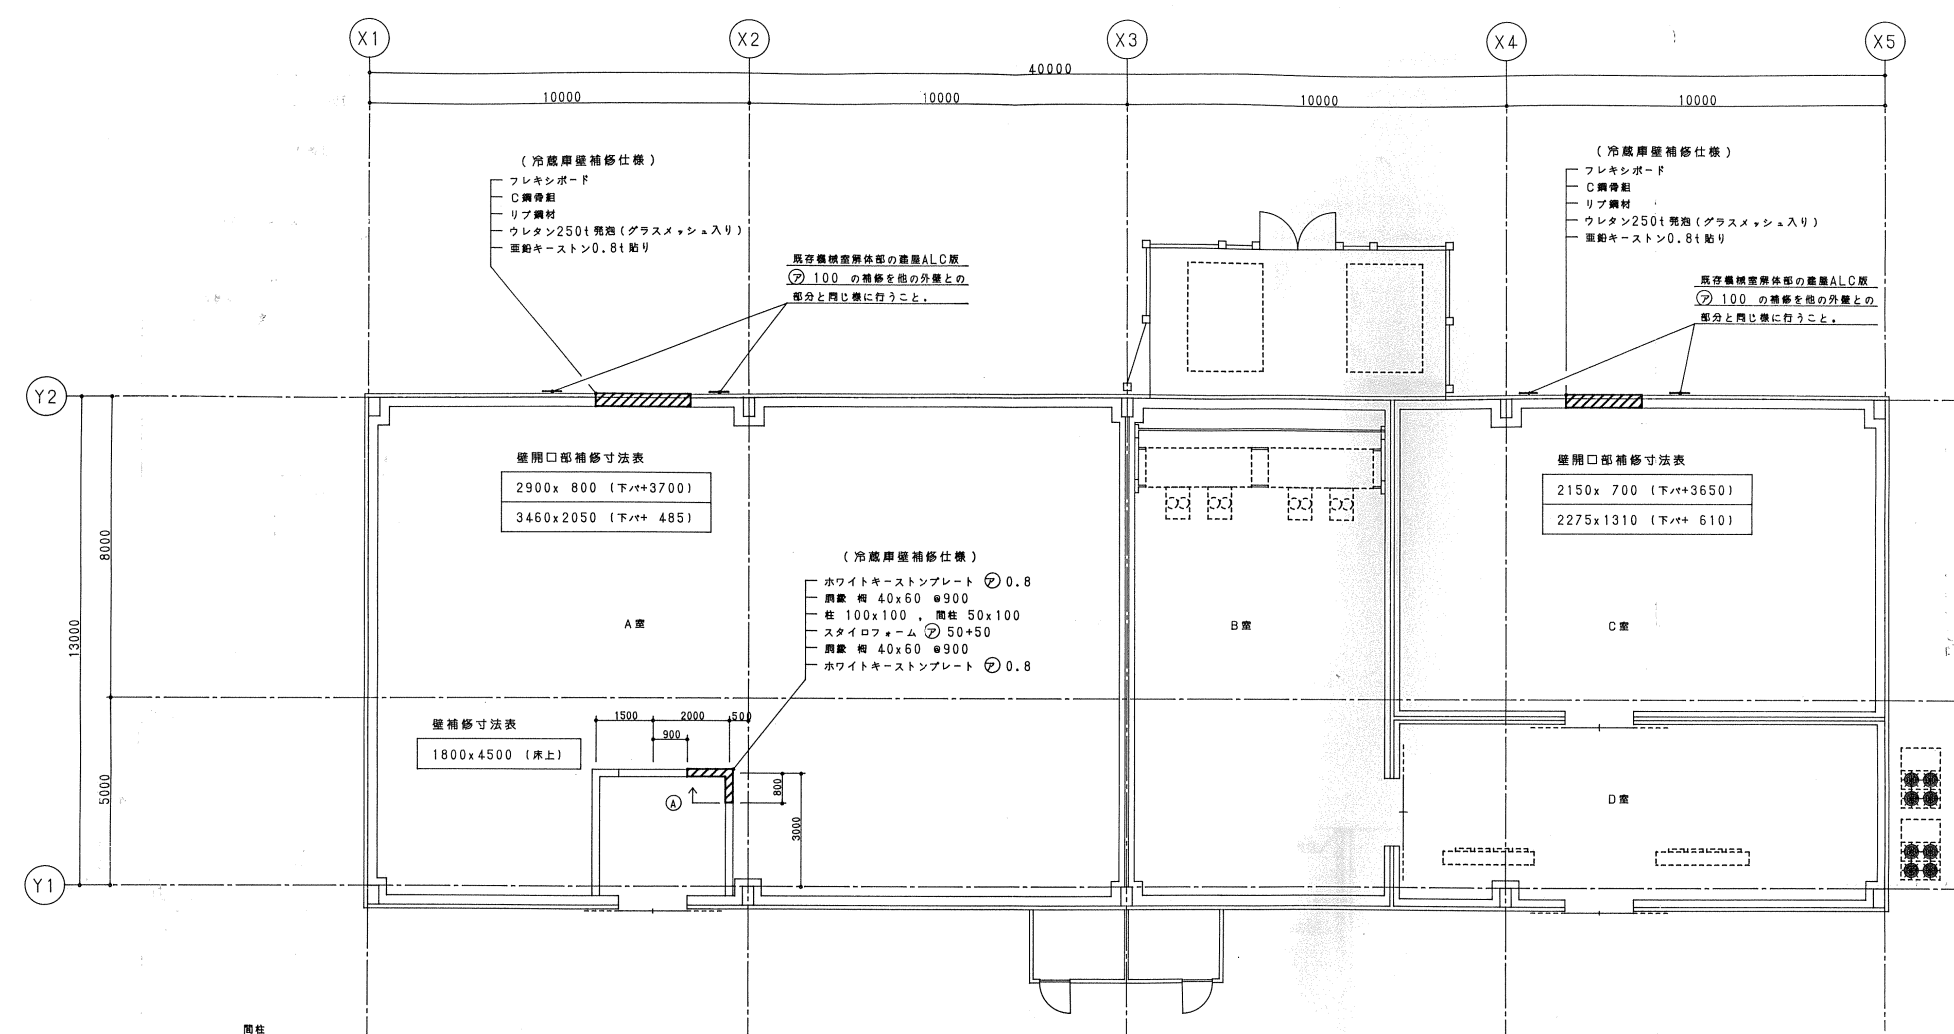 X1
X2
X3
X4
X5
40000
10000
10000
10000
10000
(冷蔵庫壁補修仕様)
フレキシボード
C鋼骨組
リブ鋼材
ウレタン250t発泡(グラスメッシュ入り)
亜鉛キーストン0.8t貼り
既存機械室解体部の建屋ALC版
㋐ 100 の補修を他の外壁との
部分と同じ様に行うこと。
(冷蔵庫壁補修仕様)
フレキシボード
C鋼骨組
リブ鋼材
ウレタン250t発泡(グラスメッシュ入り)
亜鉛キーストン0.8t貼り
既存機械室解体部の建屋ALC版
㋐ 100 の補修を他の外壁との
部分と同じ様に行うこと。
Y2
壁開口部補修寸法表
2900x 800 (下バ+3700)
3460x2050 (下バ+ 485)
壁開口部補修寸法表
2150x 700 (下バ+3650)
2275x1310 (下バ+ 610)
8000
13000
5000
(冷蔵庫壁補修仕様)
ホワイトキーストンプレート ㋐0.8
胴縁 栂 40x60 @900
柱 100x100 , 間柱 50x100
スタイロフォーム ㋐ 50+50
胴縁 栂 40x60 @900
ホワイトキーストンプレート ㋐0.8
A室
B室
C室
壁補修寸法表
1800x4500 (床上)
1500
2000
500
900
800
3000
A
D室
Y1
間柱